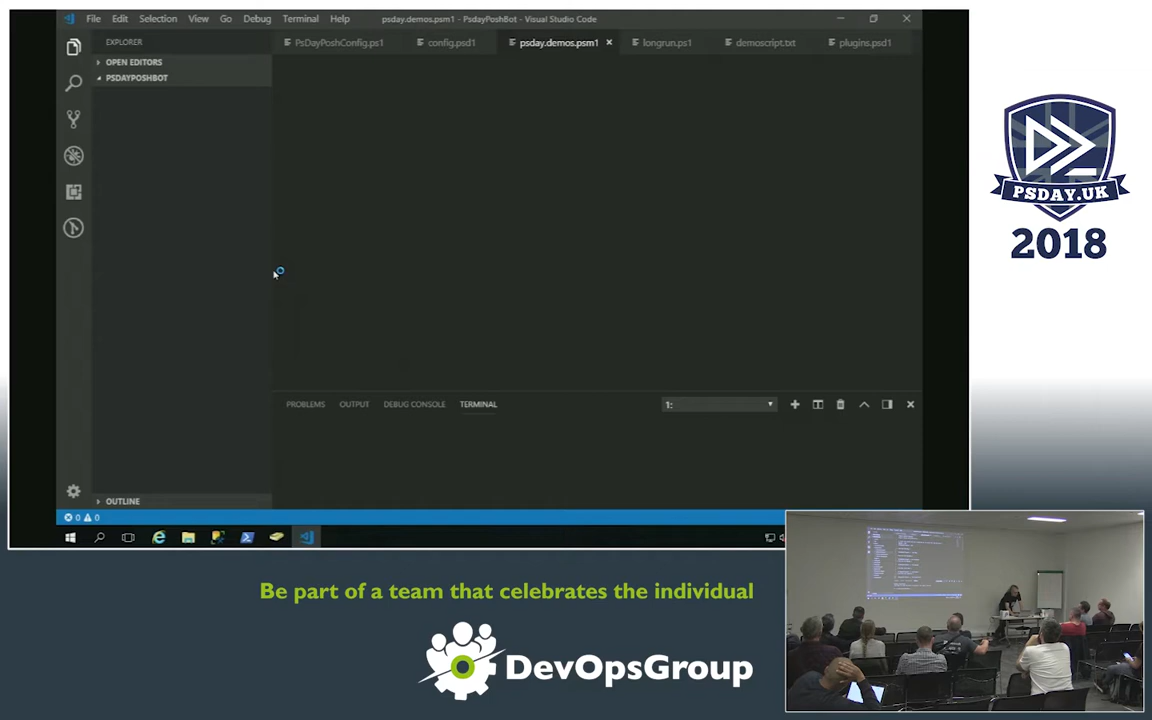 File Edit Selection View Go Debug Terminal Help
psday.demos.psm1 - PsDayPoshBot - Visual Studio Code
EXPLORER
PsDayPoshConfig.ps1
config.psd1
psday.demos.psm1
longrun.ps1
demoscript.txt
plugins.psd1
OPEN EDITORS
PSDAYPOSHBOT
PROBLEMS OUTPUT DEBUG CONSOLE TERMINAL
1:
OUTLINE
0 0
PSDAY.UK
2018
Be part of a team that celebrates the individual
DevOpsGroup